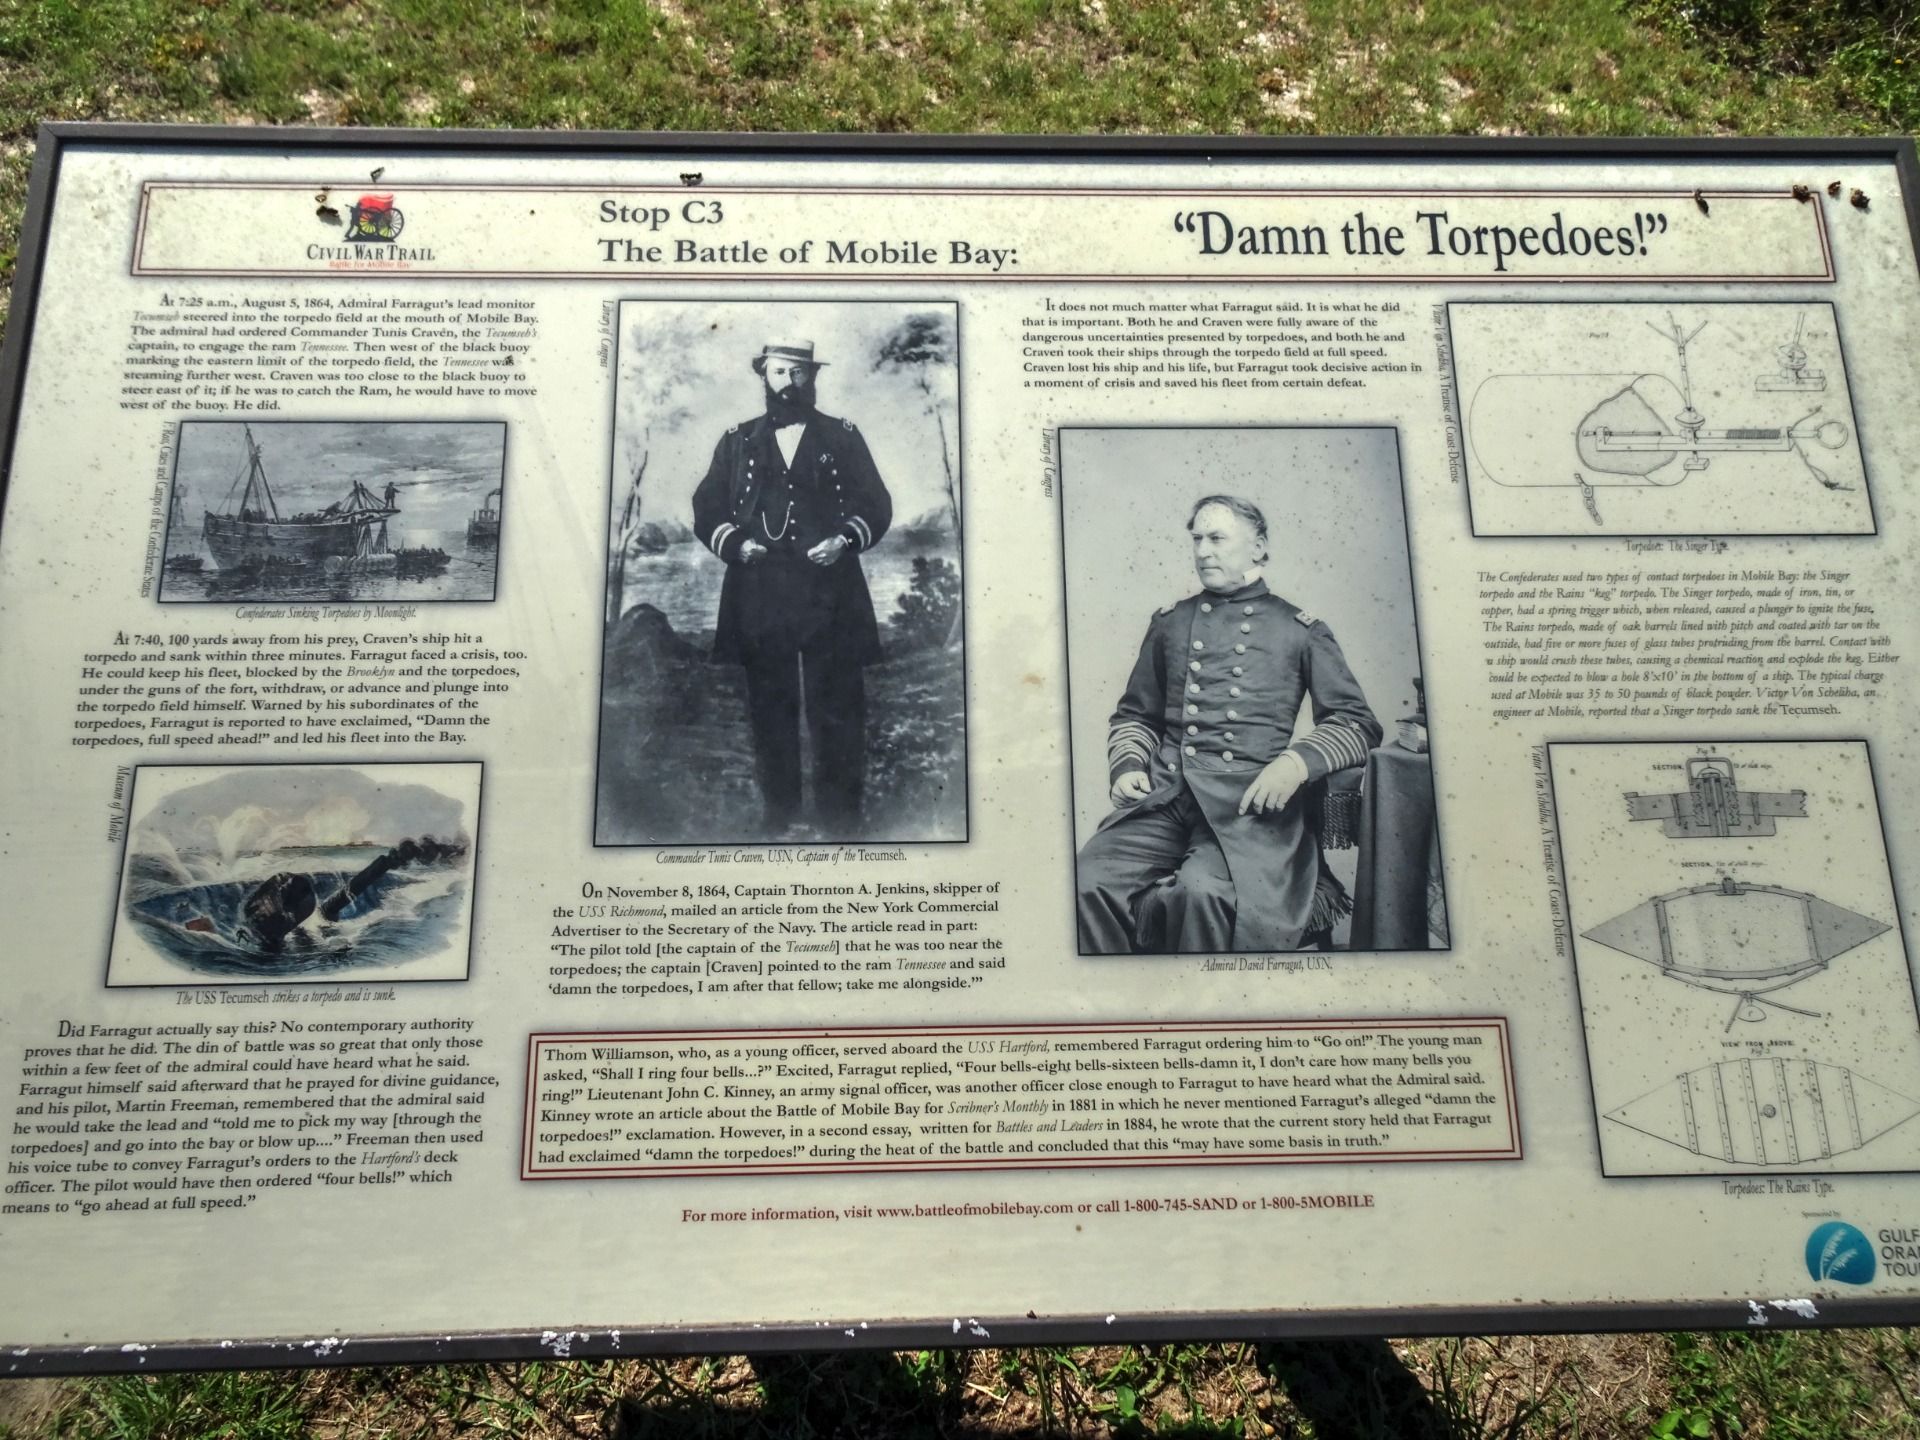 CIVIL WAR TRAIL
Battle for Mobile Bay
Stop C3
The Battle of Mobile Bay:
“Damn the Torpedoes!”
At 7:25 a.m., August 5, 1864, Admiral Farragut's lead monitor
Tecumseh steered into the torpedo field at the mouth of Mobile Bay.
The admiral had ordered Commander Tunis Craven, the Tecumseh's
captain, to engage the ram Tennessee. Then west of the black buoy
marking the eastern limit of the torpedo field, the Tennessee was
steaming further west. Craven was too close to the black buoy to
steer east of it; if he was to catch the Ram, he would have to move
west of the buoy. He did.
Cities and Camps of the Confederate States
Confederates Sinking Torpedoes by Moonlight.
At 7:40, 100 yards away from his prey, Craven's ship hit a
torpedo and sank within three minutes. Farragut faced a crisis, too.
He could keep his fleet, blocked by the Brooklyn and the torpedoes,
under the guns of the fort, withdraw, or advance and plunge into
the torpedo field himself. Warned by his subordinates of the
torpedoes, Farragut is reported to have exclaimed, “Damn the
torpedoes, full speed ahead!” and led his fleet into the Bay.
Museum of Mobile
The USS Tecumseh strikes a torpedo and is sunk.
Did Farragut actually say this? No contemporary authority
proves that he did. The din of battle was so great that only those
within a few feet of the admiral could have heard what he said.
Farragut himself said afterward that he prayed for divine guidance,
and his pilot, Martin Freeman, remembered that the admiral said
he would take the lead and “told me to pick my way [through the
torpedoes] and go into the bay or blow up....” Freeman then used
his voice tube to convey Farragut's orders to the Hartford's deck
officer. The pilot would have then ordered “four bells!” which
means to “go ahead at full speed.”
Library of Congress
Commander Tunis Craven, USN, Captain of the Tecumseh.
On November 8, 1864, Captain Thornton A. Jenkins, skipper of
the USS Richmond, mailed an article from the New York Commercial
Advertiser to the Secretary of the Navy. The article read in part:
“The pilot told [the captain of the Tecumseh] that he was too near the
torpedoes; the captain [Craven] pointed to the ram Tennessee and said
‘damn the torpedoes, I am after that fellow; take me alongside.’”
It does not much matter what Farragut said. It is what he did
that is important. Both he and Craven were fully aware of the
dangerous uncertainties presented by torpedoes, and both he and
Craven took their ships through the torpedo field at full speed.
Craven lost his ship and his life, but Farragut took decisive action in
a moment of crisis and saved his fleet from certain defeat.
Library of Congress
Admiral David Farragut, USN.
Thom Williamson, who, as a young officer, served aboard the USS Hartford, remembered Farragut ordering him to “Go on!” The young man
asked, “Shall I ring four bells...?” Excited, Farragut replied, “Four bells-eight bells-sixteen bells-damn it, I don't care how many bells you
ring!” Lieutenant John C. Kinney, an army signal officer, was another officer close enough to Farragut to have heard what the Admiral said.
Kinney wrote an article about the Battle of Mobile Bay for Scribner's Monthly in 1881 in which he never mentioned Farragut's alleged “damn the
torpedoes!” exclamation. However, in a second essay, written for Battles and Leaders in 1884, he wrote that the current story held that Farragut
had exclaimed “damn the torpedoes!” during the heat of the battle and concluded that this “may have some basis in truth.”
For more information, visit www.battleofmobilebay.com or call 1-800-745-SAND or 1-800-5MOBILE
Victor Von Scheliha, A Treatise of Coast-Defense
Torpedoes: The Singer Type.
The Confederates used two types of contact torpedoes in Mobile Bay: the Singer
torpedo and the Rains “keg” torpedo. The Singer torpedo, made of iron, tin, or
copper, had a spring trigger which, when released, caused a plunger to ignite the fuse.
The Rains torpedo, made of oak barrels lined with pitch and coated with tar on the
outside, had five or more fuses of glass tubes protruding from the barrel. Contact with
a ship would crush these tubes, causing a chemical reaction and explode the keg. Either
could be expected to blow a hole 8'x10' in the bottom of a ship. The typical charge
used at Mobile was 35 to 50 pounds of black powder. Victor Von Scheliha, an
engineer at Mobile, reported that a Singer torpedo sank the Tecumseh.
Victor Von Scheliha, A Treatise of Coast-Defense
SECTION.
SECTION.
VIEW FROM ABOVE.
Fig 3
Torpedoes: The Rains Type.
Sponsored by
GULF
ORAN
TOU